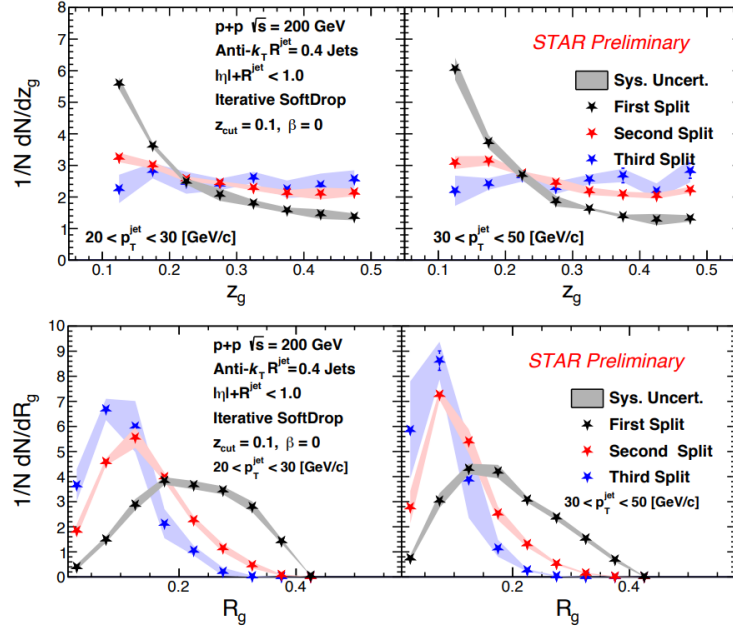 p+p √s = 200 GeV
Anti-k_T R^jet = 0.4 Jets
|η|+R^jet < 1.0
Iterative SoftDrop
z_cut = 0.1, β = 0
20 < p_T^jet < 30 [GeV/c]
1/N dN/dz_g
0
1
2
3
4
5
6
7
8
0.1
0.2
0.3
0.4
0.5
z_g
STAR Preliminary
Sys. Uncert.
First Split
Second Split
Third Split
30 < p_T^jet < 50 [GeV/c]
0.1
0.2
0.3
0.4
0.5
z_g
p+p √s = 200 GeV
Anti-k_T R^jet=0.4 Jets
|η|+R^jet < 1.0
Iterative SoftDrop
z_cut = 0.1, β = 0
20 < p_T^jet < 30 [GeV/c]
1/N dN/dR_g
0
1
2
3
4
5
6
7
8
9
10
0.2
0.4
R_g
STAR Preliminary
Sys. Uncert.
First Split
Second Split
Third Split
30 < p_T^jet < 50 [GeV/c]
0.2
0.4
R_g